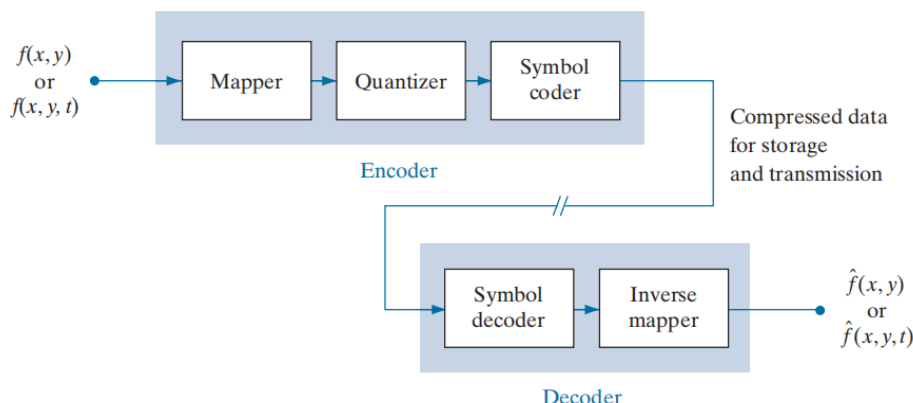 f(x, y)
or
f(x, y, t)
Mapper
Quantizer
Symbol
coder
Encoder
Compressed data
for storage
and transmission
Symbol
decoder
Inverse
mapper
f̂(x, y)
or
f̂(x, y, t)
Decoder